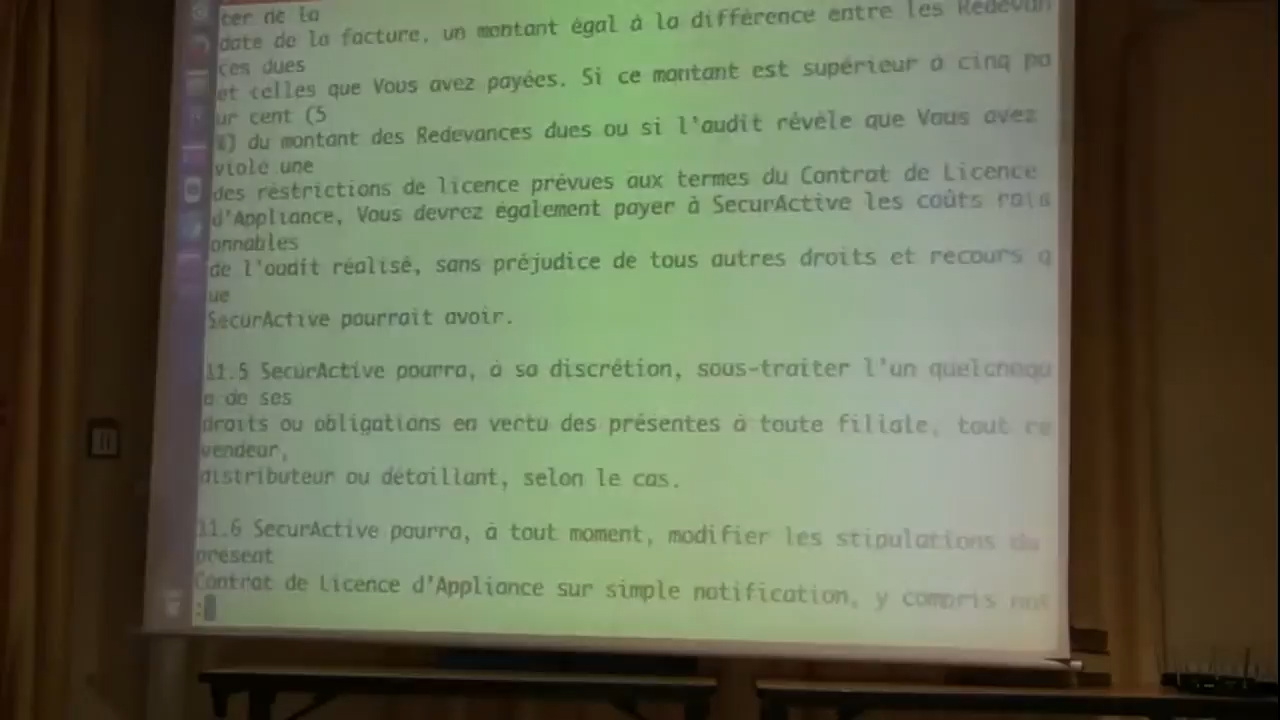 ter de la
date de la facture, un montant égal à la différence entre les Redevan
ces dues
et celles que Vous avez payées. Si ce montant est supérieur à cinq po
ur cent (5
%) du montant des Redevances dues ou si l'audit révèle que Vous avez
violé une
des restrictions de licence prévues aux termes du Contrat de Licence
d'Appliance, Vous devrez également payer à SecurActive les coûts rais
onnables
de l'audit réalisé, sans préjudice de tous autres droits et recours q
ue
SecurActive pourrait avoir.
11.5 SecurActive pourra, à sa discrétion, sous-traiter l'un quelconqu
e de ses
droits ou obligations en vertu des présentes à toute filiale, tout re
vendeur,
distributeur ou détaillant, selon le cas.
11.6 SecurActive pourra, à tout moment, modifier les stipulations du
présent
Contrat de Licence d'Appliance sur simple notification, y compris not
: